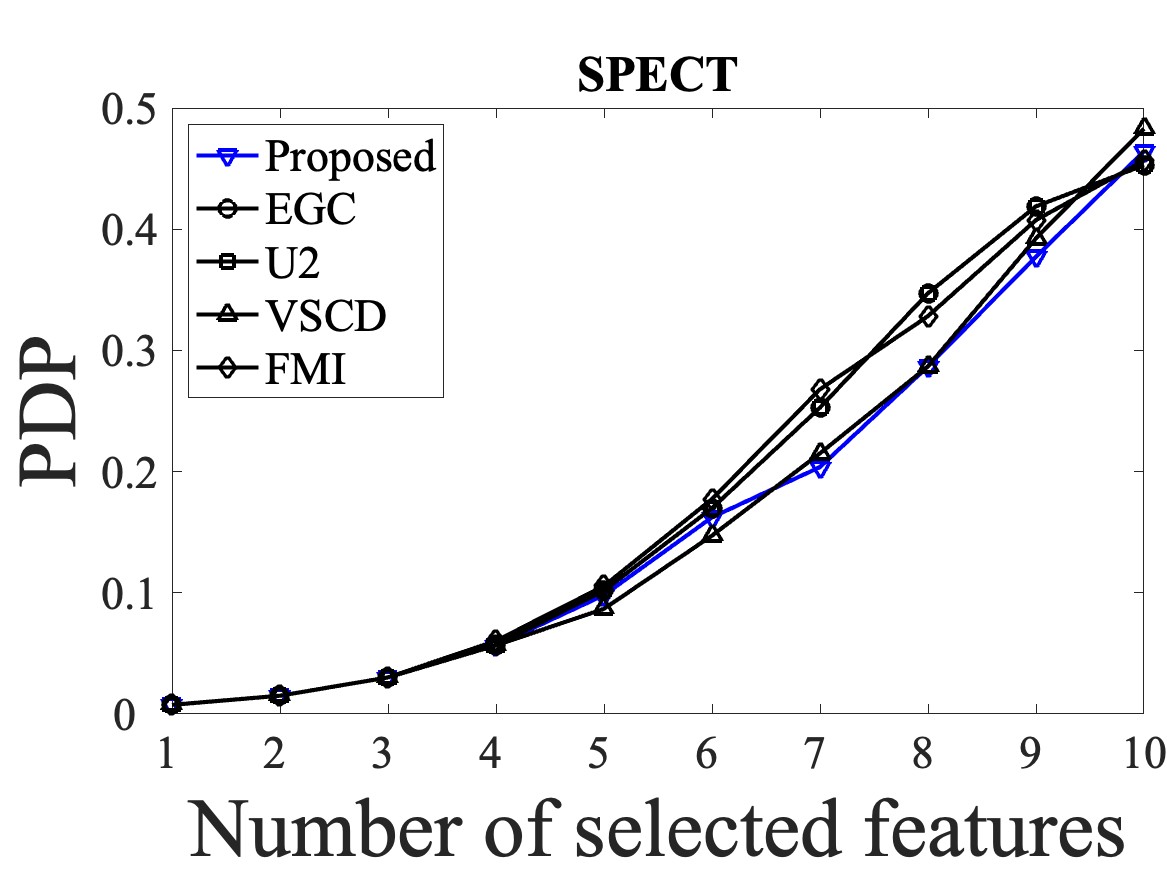 SPECT
0.5
0.4
0.3
0.2
0.1
0
PDP
Proposed
EGC
U2
VSCD
FMI
1 2 3 4 5 6 7 8 9 10
Number of selected features